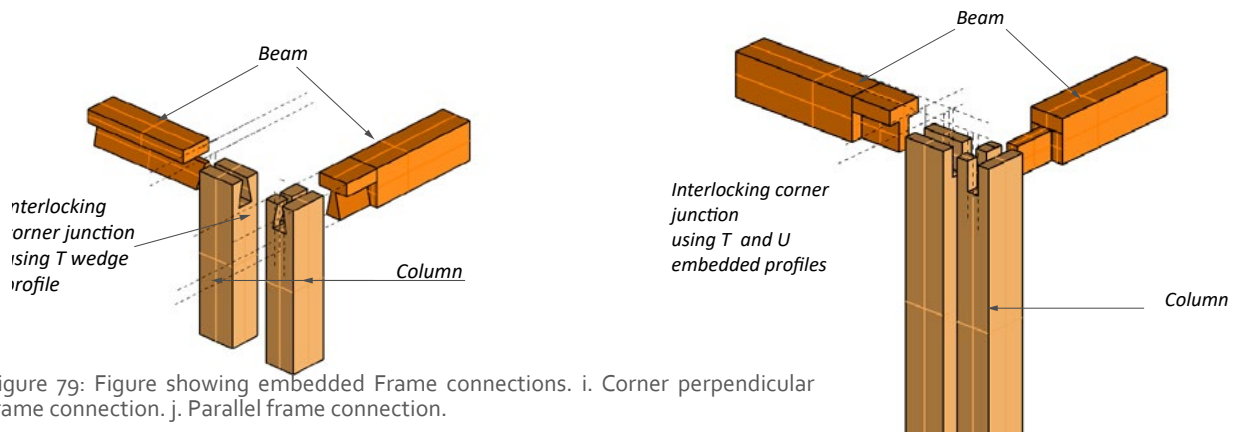 Beam
nterlocking
orner junction
sing T wedge
rofile
Column
Beam
Interlocking corner
junction
using T and U
embedded profiles
Column
igure 79: Figure showing embedded Frame connections. i. Corner perpendicular
rame connection. j. Parallel frame connection.